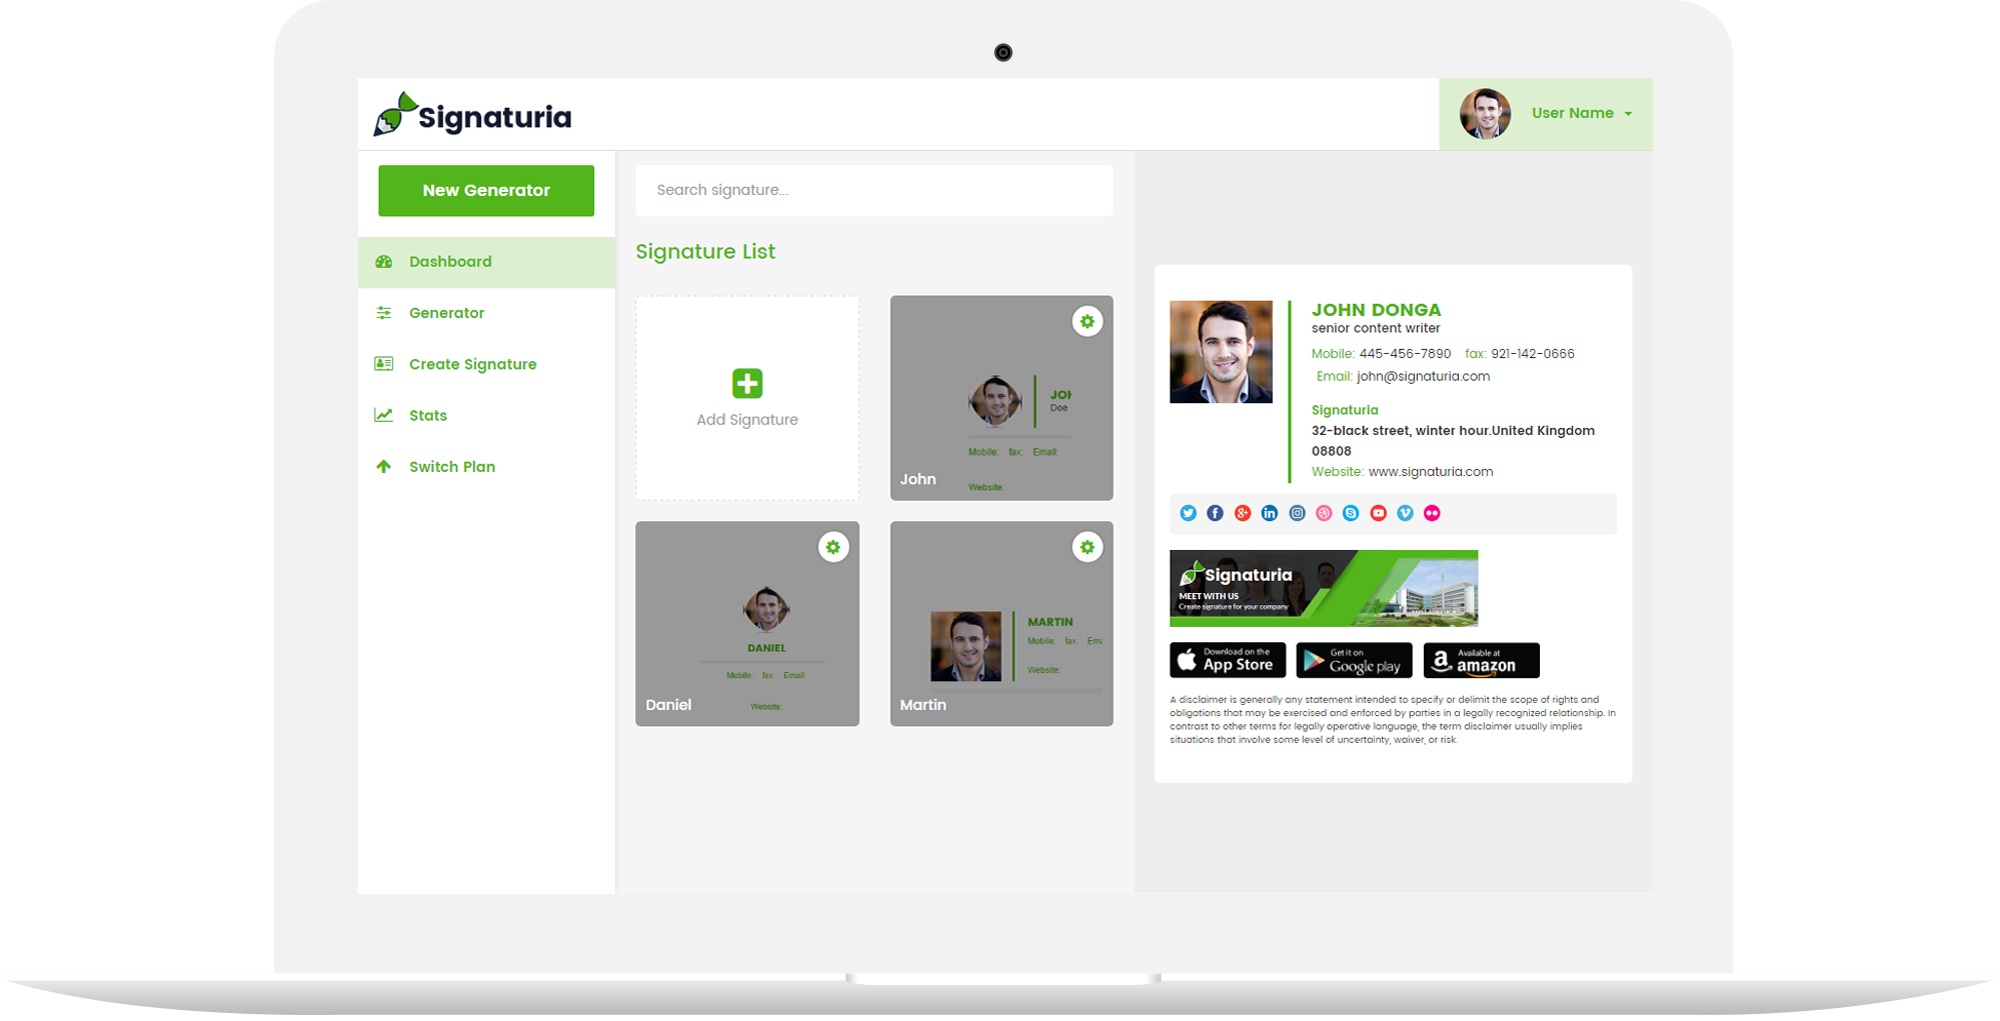 Signaturia
User Name
New Generator
Dashboard
Generator
Create Signature
Stats
Switch Plan
Search signature...
Signature List
Add Signature
JOH
Doe
Mobile: fax: Email:
Website:
John
DANIEL
Mobile: fax: Email:
Website:
Daniel
MARTIN
Mobile: fax: Ema
Website:
Martin
JOHN DONGA
senior content writer
Mobile: 445-456-7890 fax: 921-142-0666
Email: john@signaturia.com
Signaturia
32-black street, winter hour.United Kingdom
08808
Website: www.signaturia.com
Signaturia
MEET WITH US
Create signature for your company
Download on the
App Store
Get it on
Google play
Available at
amazon
A disclaimer is generally any statement intended to specify or delimit the scope of rights and
obligations that may be exercised and enforced by parties in a legally recognized relationship. In
contrast to other terms for legally operative language, the term disclaimer usually implies
situations that involve some level of uncertainty, waiver, or risk.